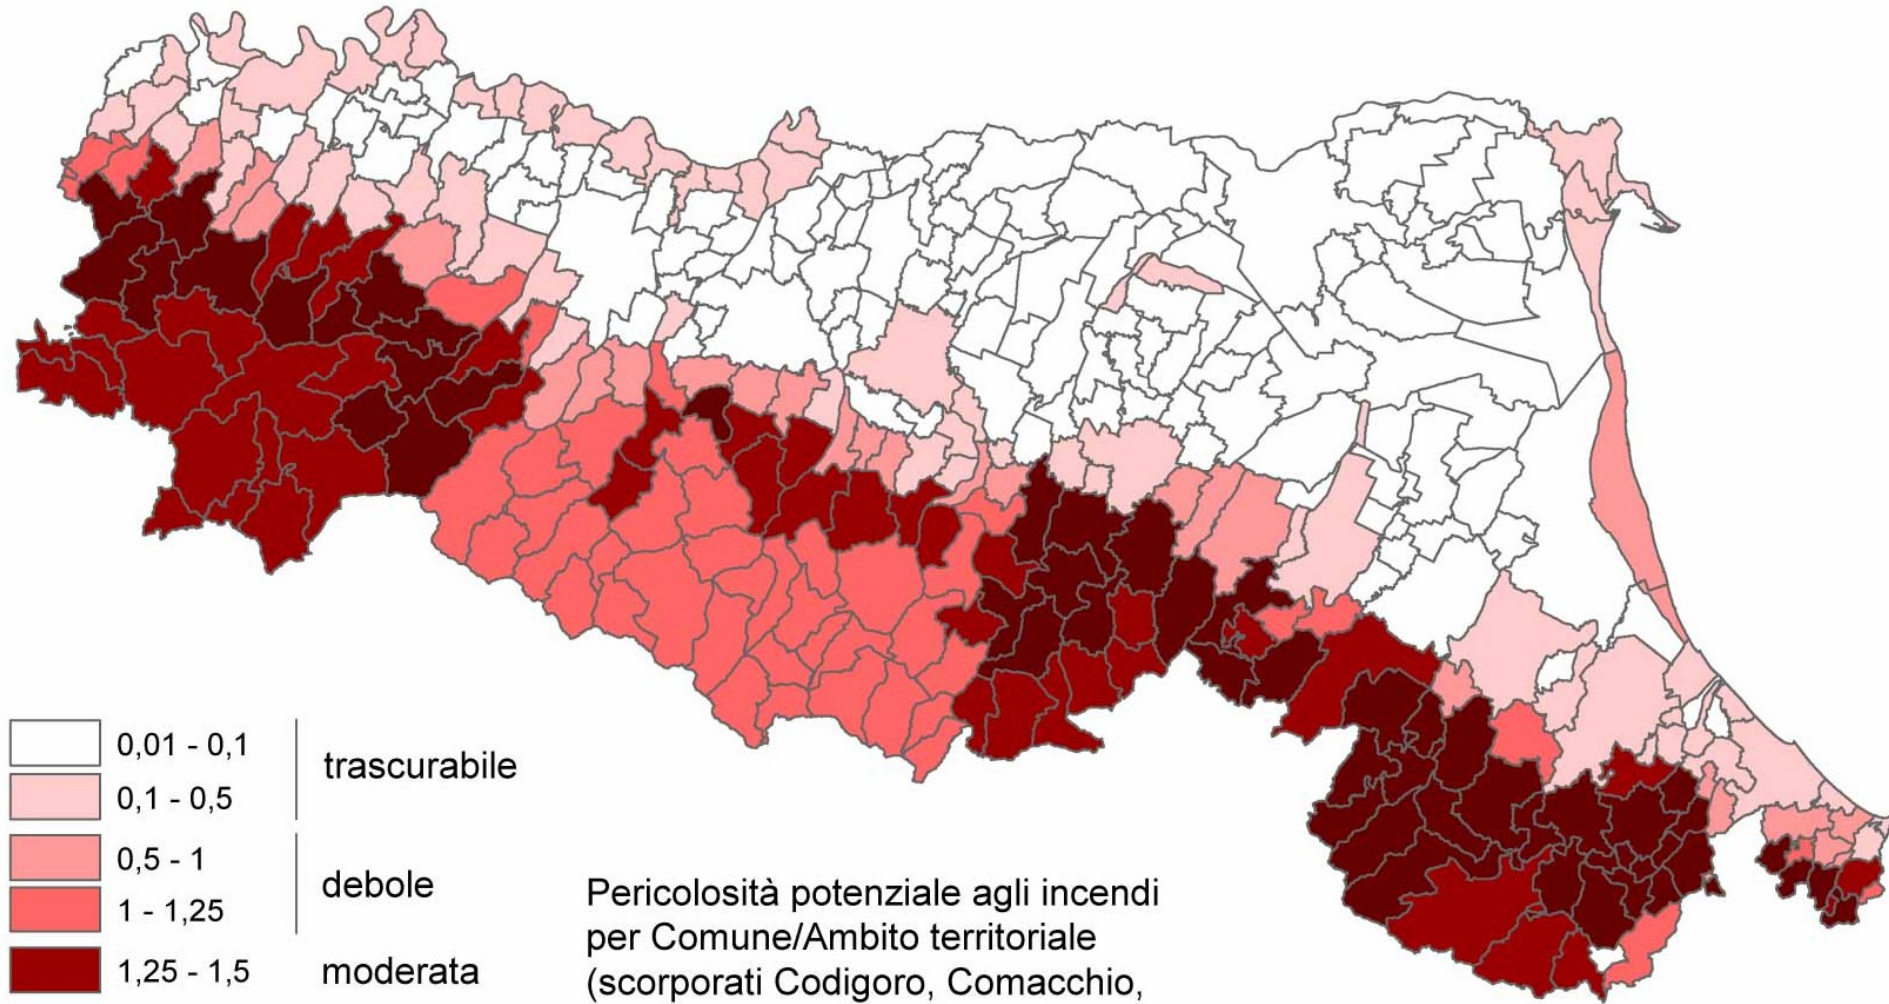 0,01 - 0,1
trascurabile
0,1 - 0,5
0,5 - 1
debole
1 - 1,25
1,25 - 1,5
moderata
Pericolosità potenziale agli incendi
per Comune/Ambito territoriale
(scorporati Codigoro, Comacchio,